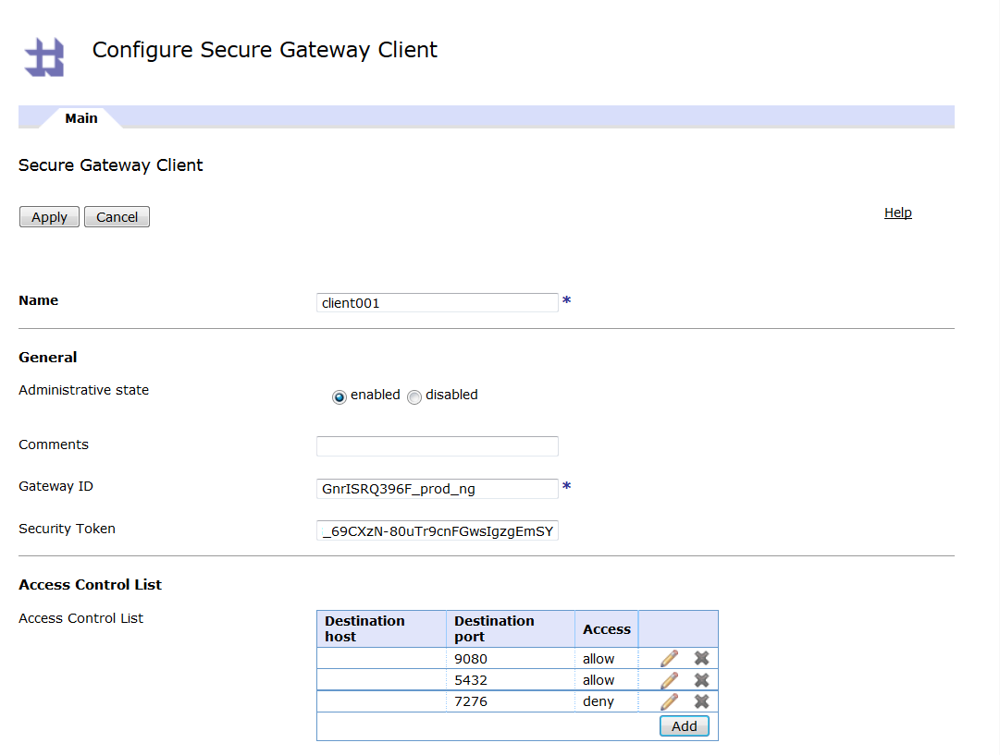 Configure Secure Gateway Client
Main
Secure Gateway Client
Apply Cancel Help
Name client001 *
General
Administrative state enabled disabled
Comments
Gateway ID GnrISRQ396F_prod_ng *
Security Token _69CXzN-80uTr9cnFGwsIgzgEmSY
Access Control List
Access Control List
Destination host Destination port Access
9080 allow
5432 allow
7276 deny
Add